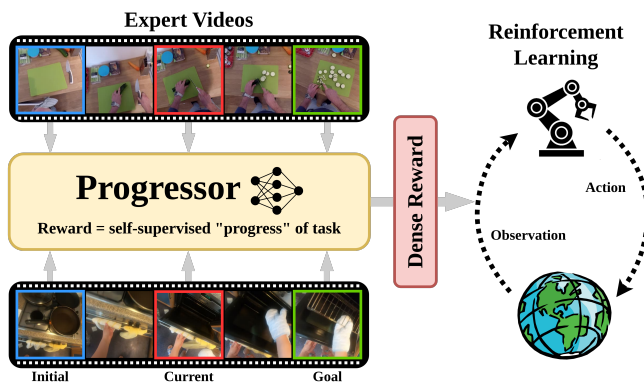 Expert Videos
Progressor
Reward = self-supervised "progress" of task
Initial
Current
Goal
Dense Reward
Reinforcement
Learning
Action
Observation